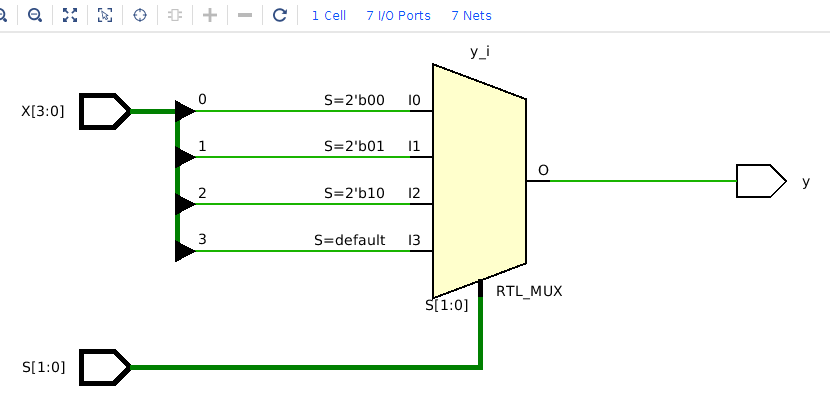 1 Cell 7 I/O Ports 7 Nets
y_i
X[3:0] 0 S=2'b00 I0
1 S=2'b01 I1
O
y
2 S=2'b10 I2
3 S=default I3
S[1:0] RTL_MUX
S[1:0]